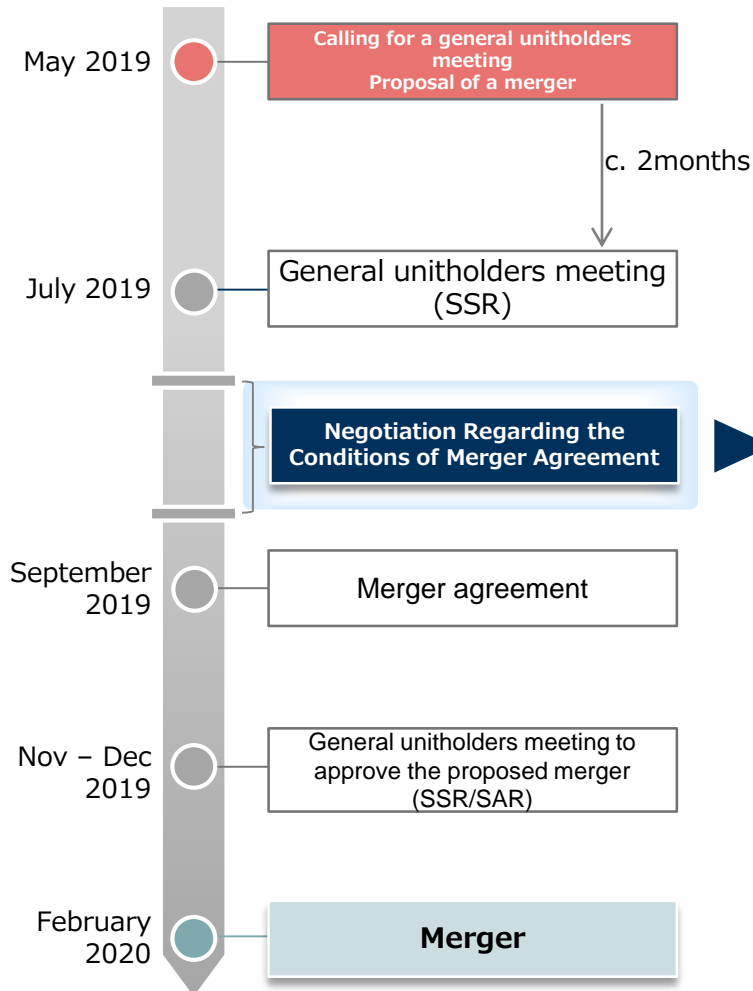 May 2019
Calling for a general unitholders
meeting
Proposal of a merger
c. 2months
July 2019
General unitholders meeting
(SSR)
Negotiation Regarding the
Conditions of Merger Agreement
September
2019
Merger agreement
Nov – Dec
2019
General unitholders meeting to
approve the proposed merger
(SSR/SAR)
February
2020
Merger